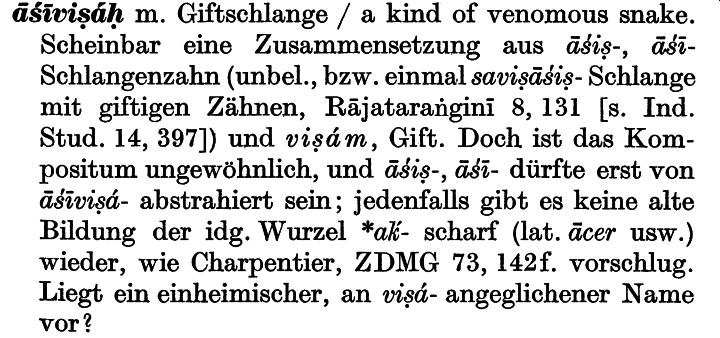 āśīviṣáḥ m. Giftschlange / a kind of venomous snake.
Scheinbar eine Zusammensetzung aus āśiṣ-, āśī-
Schlangenzahn (unbel., bzw. einmal saviṣāśiṣ- Schlange
mit giftigen Zähnen, Rājataraṅginī 8, 131 [s. Ind.
Stud. 14, 397]) und viṣám, Gift. Doch ist das Kom-
positum ungewöhnlich, und āśiṣ-, āśī- dürfte erst von
āśīviṣá- abstrahiert sein; jedenfalls gibt es keine alte
Bildung der idg. Wurzel *aḱ- scharf (lat. ācer usw.)
wieder, wie Charpentier, ZDMG 73, 142f. vorschlug.
Liegt ein einheimischer, an viṣá- angeglichener Name
vor?